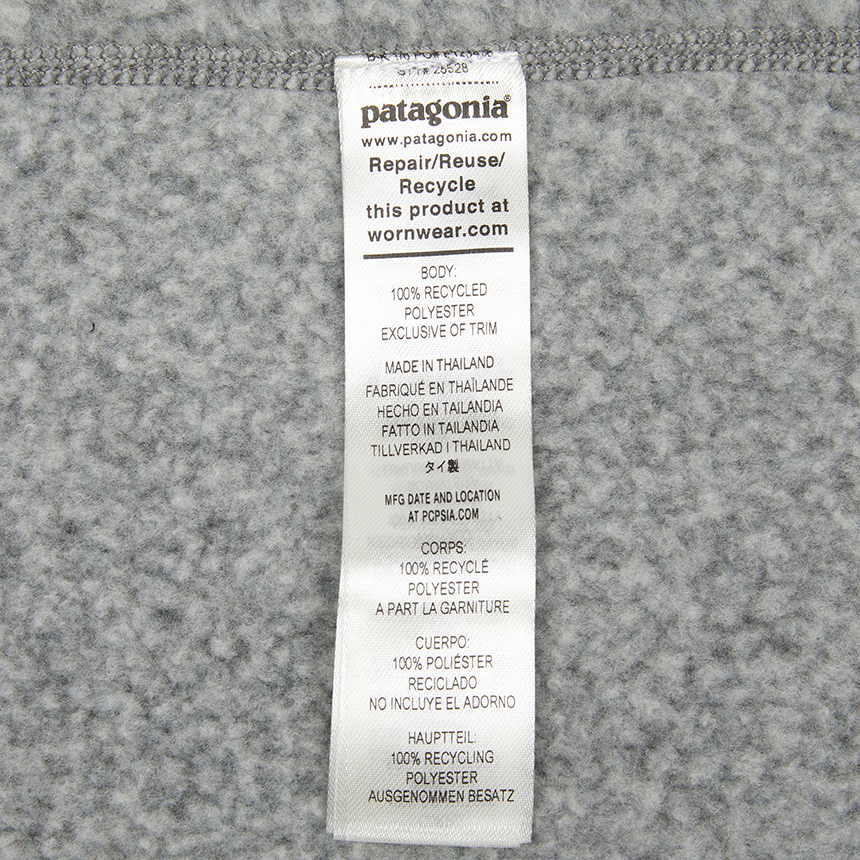 25528
patagonia®
www.patagonia.com
Repair/Reuse/
Recycle
this product at
wornwear.com
BODY:
100% RECYCLED
POLYESTER
EXCLUSIVE OF TRIM
MADE IN THAILAND
FABRIQUÉ EN THAÏLANDE
HECHO EN TAILANDIA
FATTO IN TAILANDIA
TILLVERKAD I THAILAND
タイ製
MFG DATE AND LOCATION
AT PCPSIA.COM
CORPS:
100% RECYCLÉ
POLYESTER
A PART LA GARNITURE
CUERPO:
100% POLIÉSTER
RECICLADO
NO INCLUYE EL ADORNO
HAUPTTEIL:
100% RECYCLING
POLYESTER
AUSGENOMMEN BESATZ